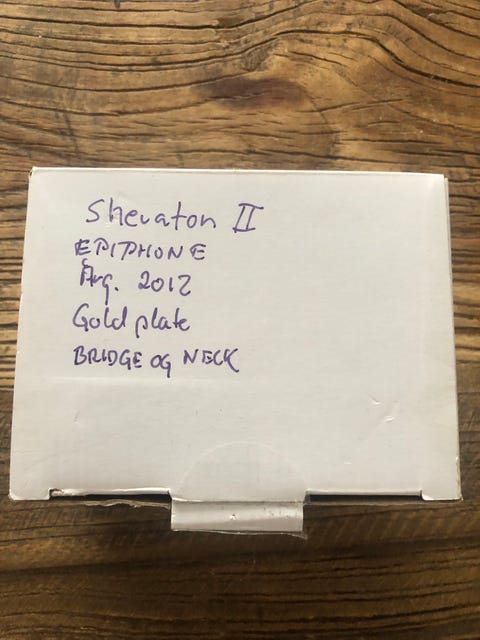 Sheraton II
EPIPHONE
Årg. 2012
Gold plate
BRIDGE OG NECK